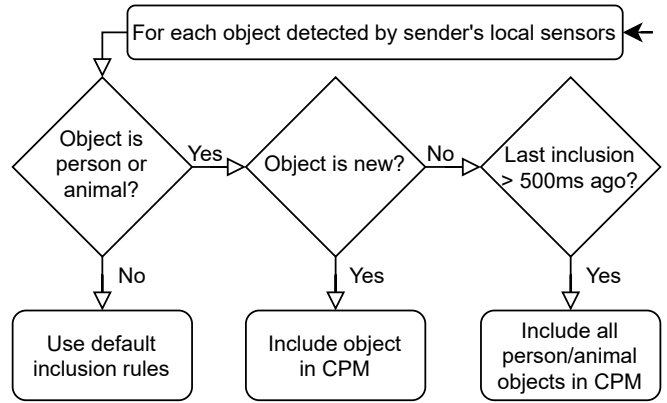 For each object detected by sender's local sensors
Object is
person or
animal?
Yes
Object is new?
No
Last inclusion
> 500ms ago?
No
Yes
Yes
Use default
inclusion rules
Include object
in CPM
Include all
person/animal
objects in CPM